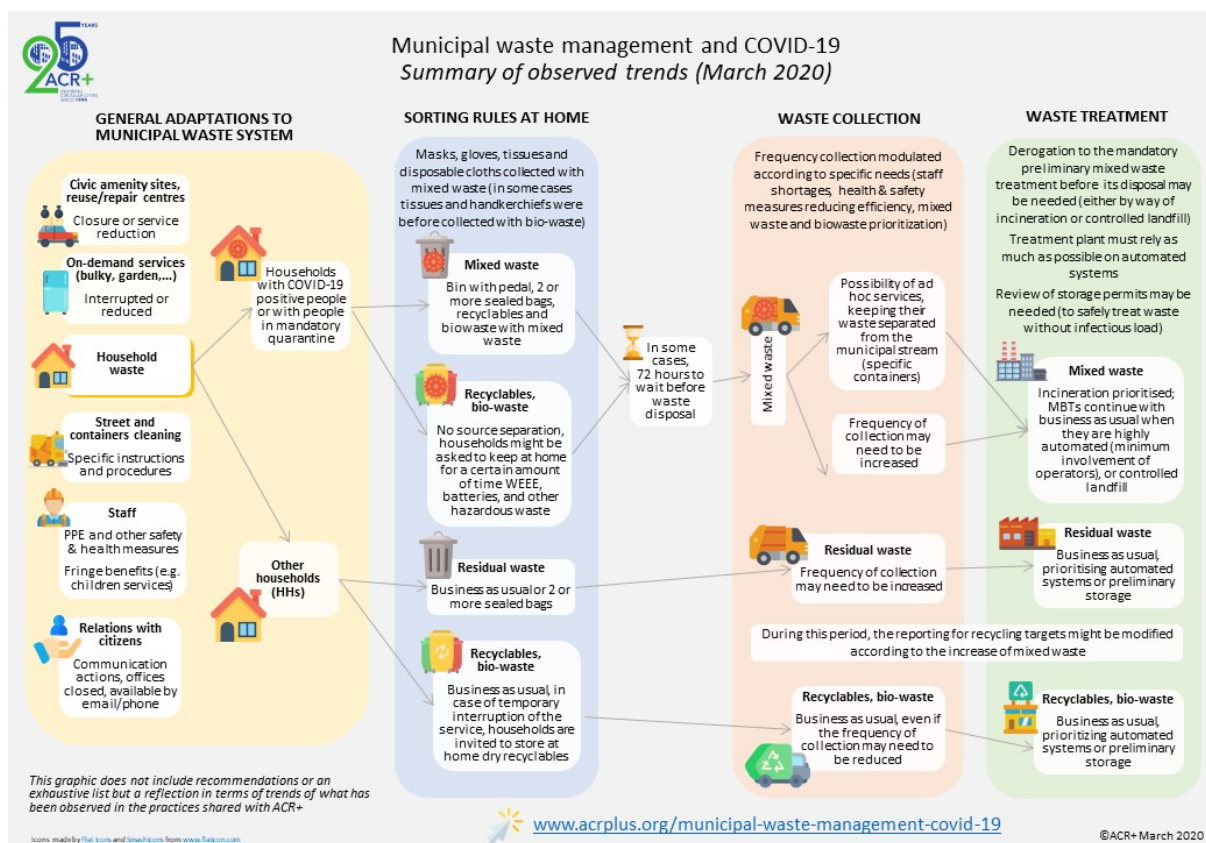 25 YEARS
ACR+
Municipal waste management and COVID-19
Summary of observed trends (March 2020)
GENERAL ADAPTATIONS TO
MUNICIPAL WASTE SYSTEM
Civic amenity sites,
reuse/repair centres
Closure or service
reduction
On-demand services
(bulky, garden,...)
Interrupted or
reduced
Household
waste
Street and
containers cleaning
Specific instructions
and procedures
Staff
PPE and other safety
& health measures
Fringe benefits (e.g.
children services)
Relations with
citizens
Communication
actions, offices
closed, available by
email/phone
Households
with COVID-19
positive people
or with people
in mandatory
quarantine
Other
households
(HHs)
SORTING RULES AT HOME
Masks, gloves, tissues and
disposable cloths collected
with mixed waste (in some cases
tissues and handkerchiefs were
before collected with bio-waste)
Mixed waste
Bin with pedal, 2 or
more sealed bags,
recyclables and
biowaste with mixed
waste
Recyclables,
bio-waste
No source separation,
households might be
asked to keep at home
for a certain amount
of time WEEE,
batteries, and other
hazardous waste
Residual waste
Business as usual or 2 or
more sealed bags
Recyclables,
bio-waste
Business as usual, in
case of temporary
interruption of the
service, households are
invited to store at
home dry recyclables
In some
cases,
72 hours to
wait before
waste
disposal
WASTE COLLECTION
Frequency collection modulated
according to specific needs (staff
shortages, health & safety
measures reducing efficiency, mixed
waste and biowaste prioritization)
Mixed waste
Possibility of ad
hoc services,
keeping their
waste separated
from the
municipal stream
(specific
containers)
Frequency of
collection may
need to be
increased
Residual waste
Frequency of collection
may need to be increased
During this period, the reporting for recycling targets might be modified
according to the increase of mixed waste
Recyclables, bio-waste
Business as usual, even if
the frequency of
collection may need to
be reduced
WASTE TREATMENT
Derogation to the mandatory
preliminary mixed waste
treatment before its disposal may
be needed (either by way of
incineration or controlled landfill)
Treatment plant must rely as
much as possible on automated
systems
Review of storage permits may be
needed (to safely treat waste
without infectious load)
Mixed waste
Incineration prioritised;
MBTs continue with
business as usual when
they are highly
automated (minimum
involvement of
operators), or controlled
landfill
Residual waste
Business as usual,
prioritising automated
systems or preliminary
storage
Recyclables, bio-waste
Business as usual,
prioritizing automated
systems or preliminary
storage
This graphic does not include recommendations or an
exhaustive list but a reflection in terms of trends of what has
been observed in the practices shared with ACR+
Icons made by Flat Icons and Smashicons from www.flaticon.com
www.acrplus.org/municipal-waste-management-covid-19
©ACR+ March 2020